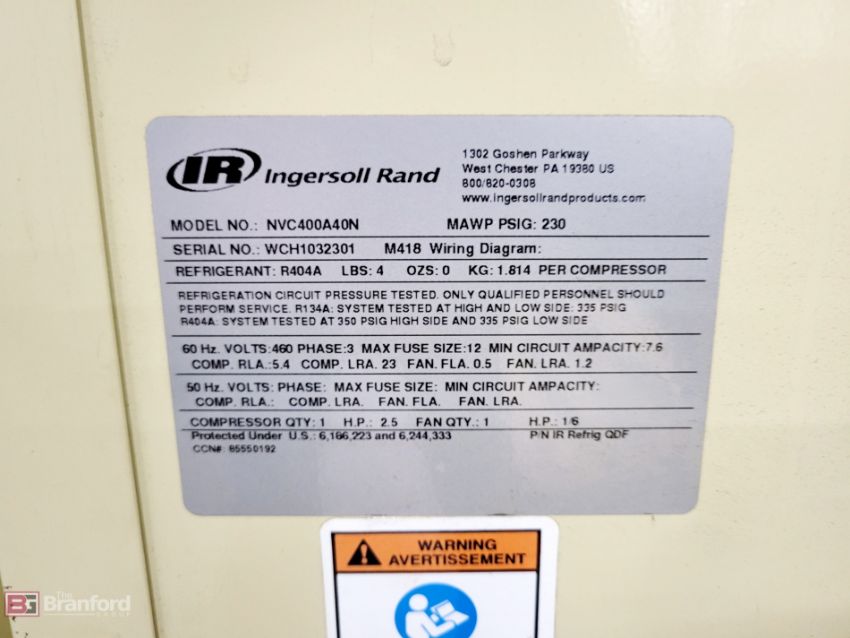 IR Ingersoll Rand
1302 Goshen Parkway
West Chester PA 19380 US
800/820-0308
www.ingersollrandproducts.com
MODEL NO.: NVC400A40N MAWP PSIG: 230
SERIAL NO.: WCH1032301 M418 Wiring Diagram:
REFRIGERANT: R404A LBS: 4 OZS: 0 KG: 1.814 PER COMPRESSOR
REFRIGERATION CIRCUIT PRESSURE TESTED. ONLY QUALIFIED PERSONNEL SHOULD
PERFORM SERVICE. R134A: SYSTEM TESTED AT HIGH AND LOW SIDE: 335 PSIG
R404A: SYSTEM TESTED AT 350 PSIG HIGH SIDE AND 335 PSIG LOW SIDE
60 Hz. VOLTS:460 PHASE:3 MAX FUSE SIZE:12 MIN CIRCUIT AMPACITY:7.6
COMP. RLA.:5.4 COMP. LRA. 23 FAN. FLA. 0.5 FAN. LRA. 1.2
50 Hz. VOLTS: PHASE: MAX FUSE SIZE: MIN CIRCUIT AMPACITY:
COMP. RLA.: COMP. LRA. FAN. FLA. FAN. LRA.
COMPRESSOR QTY: 1 H.P.: 2.5 FAN QTY.: 1 H.P.: 1/6
Protected Under U.S.: 6,186,223 and 6,244,333 P/N IR Refrig QDF
CCN#: 85550192
WARNING
AVERTISSEMENT
BG The Branford GROUP